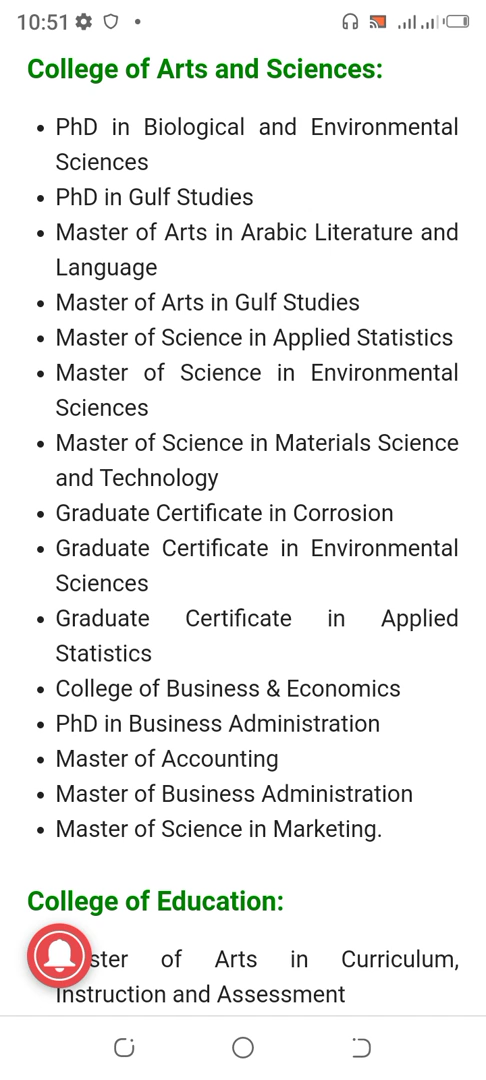 10:51
College of Arts and Sciences:
• PhD in Biological and Environmental
Sciences
• PhD in Gulf Studies
• Master of Arts in Arabic Literature and
Language
• Master of Arts in Gulf Studies
• Master of Science in Applied Statistics
• Master of Science in Environmental
Sciences
• Master of Science in Materials Science
and Technology
• Graduate Certificate in Corrosion
• Graduate Certificate in Environmental
Sciences
• Graduate Certificate in Applied
Statistics
• College of Business & Economics
• PhD in Business Administration
• Master of Accounting
• Master of Business Administration
• Master of Science in Marketing.
College of Education:
ster of Arts in Curriculum,
Instruction and Assessment